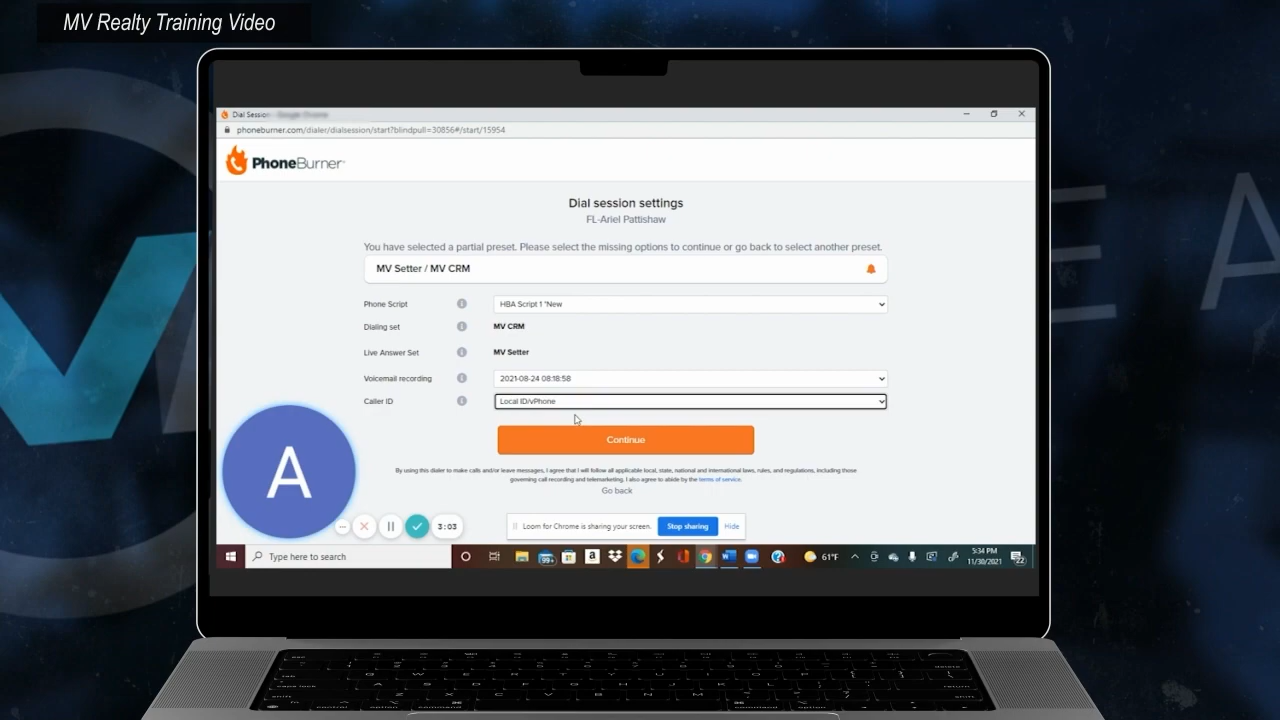 MV Realty Training Video
Dial Session
phoneburner.com/dialer/dialsession/start?blindpull=30856#/start/15954
PhoneBurner
Dial session settings
FL-Ariel Pattishaw
You have selected a partial preset. Please select the missing options to continue or go back to select another preset.
MV Setter / MV CRM
Phone Script
HBA Script 1 "New
Dialing set
MV CRM
Live Answer Set
MV Setter
Voicemail recording
2021-08-24 08:18:58
Caller ID
Local ID/vPhone
Continue
By using this dialer to make calls and/or leave messages, I agree that I will follow all applicable local, state, national and international laws, rules, and regulations, including those
governing call recording and telemarketing. I also agree to abide by the terms of service.
Go back
A
3:03
Loom for Chrome is sharing your screen.
Stop sharing
Hide
Type here to search
99+
61°F
5:34 PM
11/30/2021
22
E A